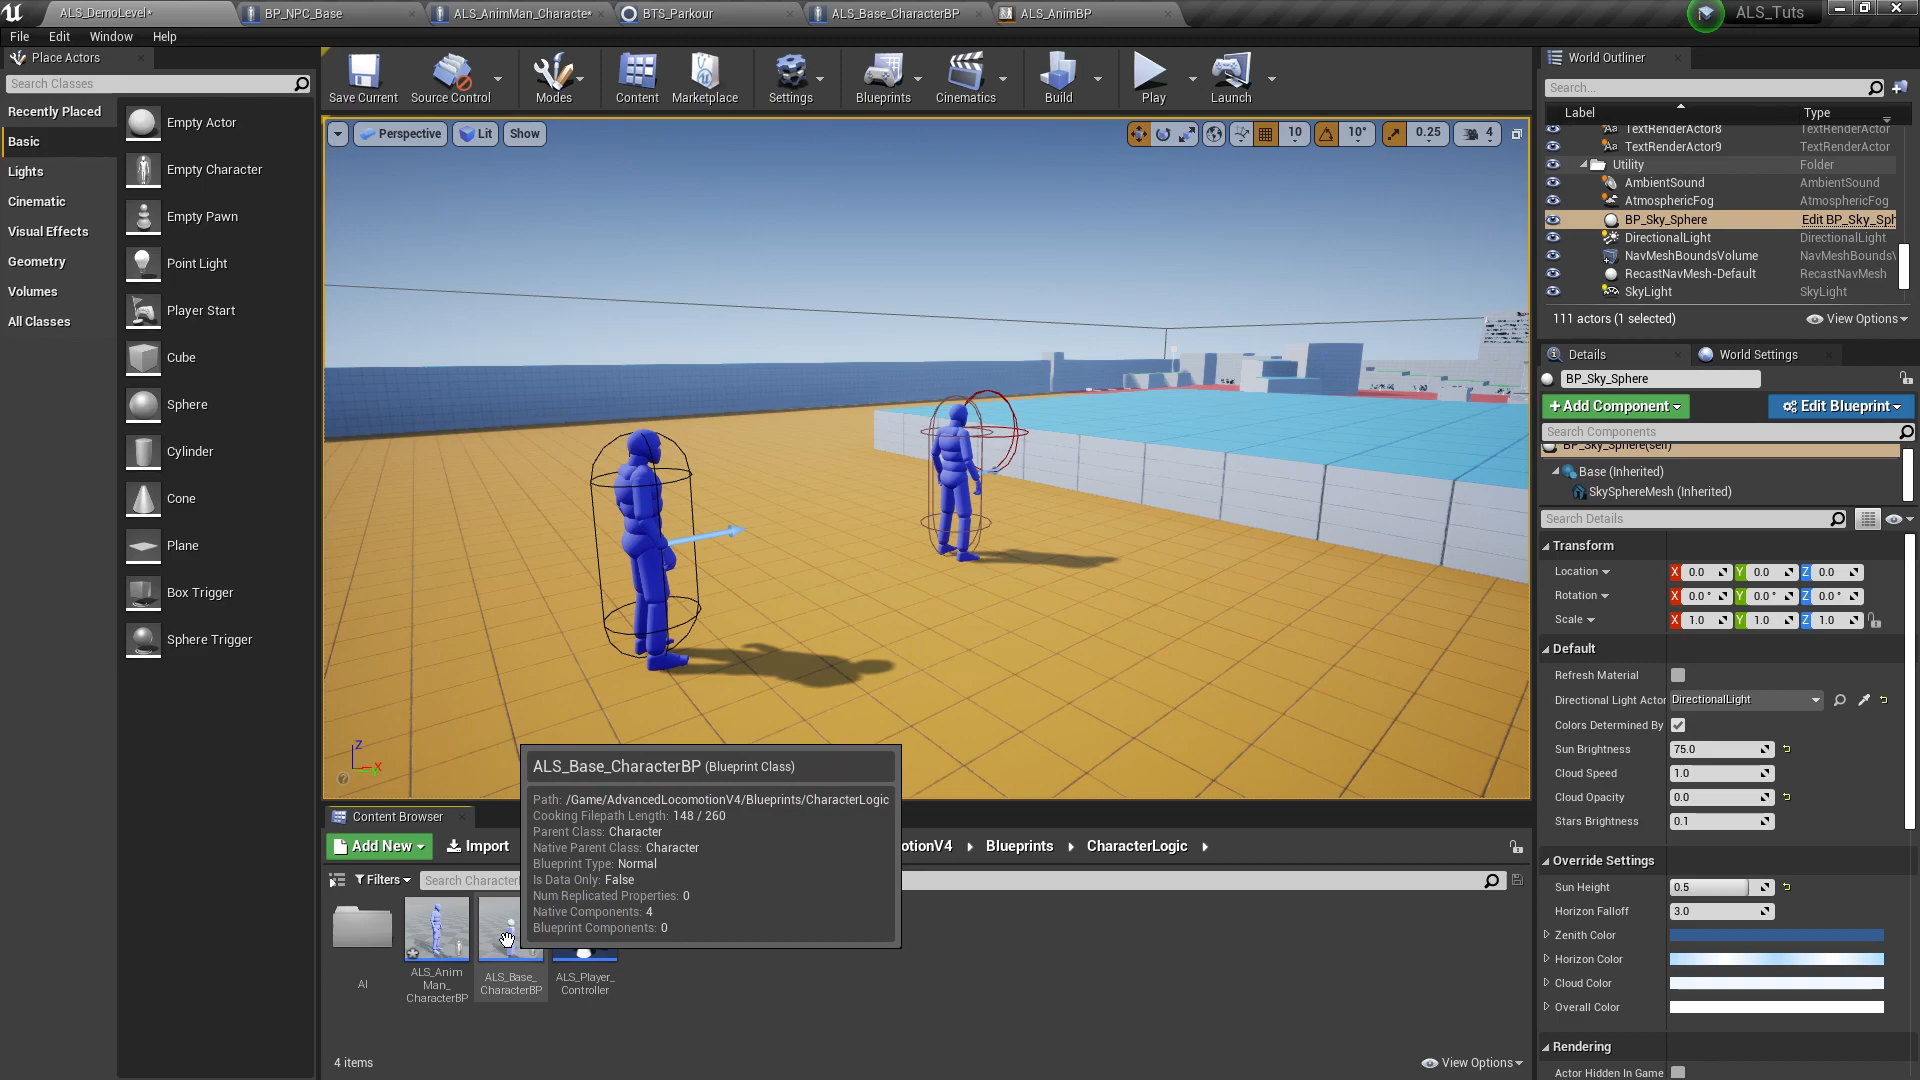 ALS_DemoLevel*
BP_NPC_Base
ALS_AnimMan_Characte*
BTS_Parkour
ALS_Base_CharacterBP
ALS_AnimBP
ALS_Tuts
File
Edit
Window
Help
Place Actors
Search Classes
Recently Placed
Basic
Lights
Cinematic
Visual Effects
Geometry
Volumes
All Classes
Empty Actor
Empty Character
Empty Pawn
Point Light
Player Start
Cube
Sphere
Cylinder
Cone
Plane
Box Trigger
Sphere Trigger
Save Current
Source Control
Modes
Content
Marketplace
Settings
Blueprints
Cinematics
Build
Play
Launch
Perspective
Lit
Show
10
10°
0.25
4
Z
X
Y
ALS_Base_CharacterBP (Blueprint Class)
Path: /Game/AdvancedLocomotionV4/Blueprints/CharacterLogic
Cooking Filepath Length: 148 / 260
Parent Class: Character
Native Parent Class: Character
Blueprint Type: Normal
Is Data Only: False
Num Replicated Properties: 0
Native Components: 4
Blueprint Components: 0
Content Browser
Add New
Import
otionV4
Blueprints
CharacterLogic
Filters
Search Character
AI
ALS_Anim
Man_
CharacterBP
ALS_Base_
CharacterBP
ALS_Player_
Controller
4 items
View Options
World Outliner
Search...
Label
Type
TextRenderActor8
TextRenderActor
TextRenderActor9
TextRenderActor
Utility
Folder
AmbientSound
AmbientSound
AtmosphericFog
AtmosphericFog
BP_Sky_Sphere
Edit BP_Sky_Sph
DirectionalLight
DirectionalLight
NavMeshBoundsVolume
NavMeshBoundsV
RecastNavMesh-Default
RecastNavMesh
SkyLight
SkyLight
111 actors (1 selected)
View Options
Details
World Settings
BP_Sky_Sphere
+Add Component
Edit Blueprint
Search Components
BP_Sky_Sphere(self)
Base (Inherited)
SkySphereMesh (Inherited)
Search Details
Transform
Location
X 0.0 Y 0.0 Z 0.0
Rotation
X 0.0 ° Y 0.0 ° Z 0.0 °
Scale
X 1.0 Y 1.0 Z 1.0
Default
Refresh Material
Directional Light Actor
DirectionalLight
Colors Determined By
Sun Brightness
75.0
Cloud Speed
1.0
Cloud Opacity
0.0
Stars Brightness
0.1
Override Settings
Sun Height
0.5
Horizon Falloff
3.0
Zenith Color
Horizon Color
Cloud Color
Overall Color
Rendering
Actor Hidden In Game